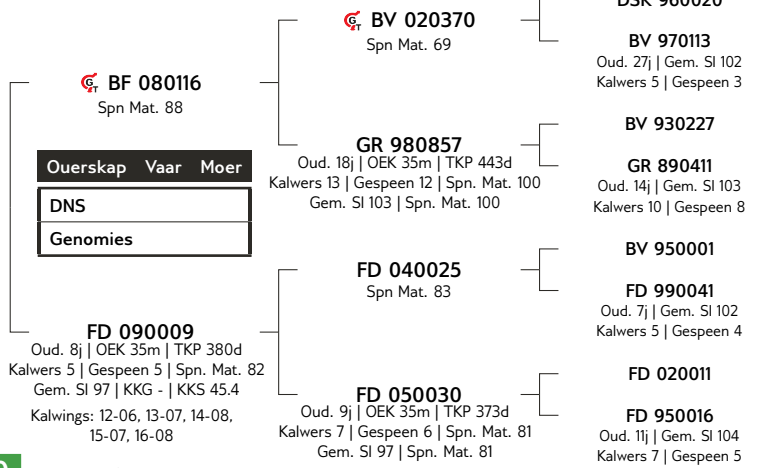 BF 080116
Spn Mat. 88
Ouerskap Vaar Moer
DNS
Genomies
FD 090009
Oud. 8j | OEK 35m | TKP 380d
Kalwers 5 | Gespeen 5 | Spn. Mat. 82
Gem. SI 97 | KKG - | KKS 45.4
Kalwings: 12-06, 13-07, 14-08,
15-07, 16-08
BV 020370
Spn Mat. 69
GR 980857
Oud. 18j | OEK 35m | TKP 443d
Kalwers 13 | Gespeen 12 | Spn. Mat. 100
Gem. SI 103 | Spn. Mat. 100
FD 040025
Spn Mat. 83
FD 050030
Oud. 9j | OEK 35m | TKP 373d
Kalwers 7 | Gespeen 6 | Spn. Mat. 81
Gem. SI 97 | Spn. Mat. 81
DSK 960020
BV 970113
Oud. 27j | Gem. SI 102
Kalwers 5 | Gespeen 3
BV 930227
GR 890411
Oud. 14j | Gem. SI 103
Kalwers 10 | Gespeen 8
BV 950001
FD 990041
Oud. 7j | Gem. SI 102
Kalwers 5 | Gespeen 4
FD 020011
FD 950016
Oud. 11j | Gem. SI 104
Kalwers 7 | Gespeen 5